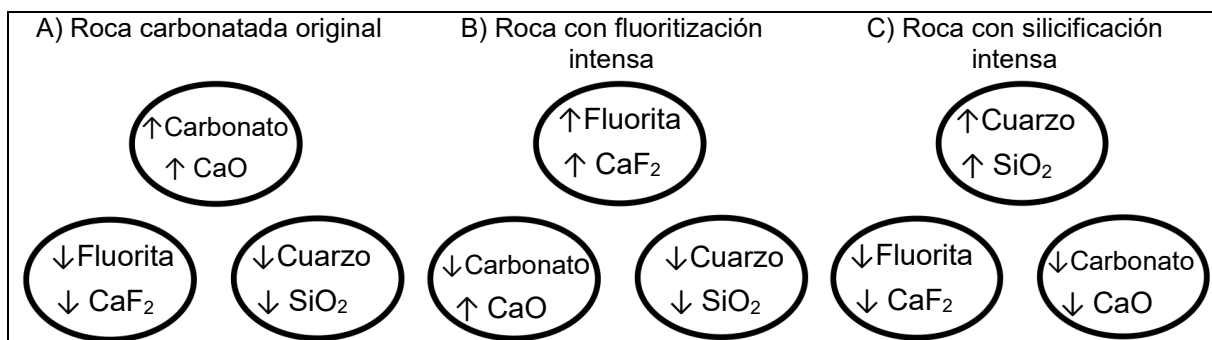 A) Roca carbonatada original
↑Carbonato
↑ CaO
↓Fluorita
↓ CaF₂
↓Cuarzo
↓ SiO₂
B) Roca con fluoritización
intensa
↑Fluorita
↑ CaF₂
↓Carbonato
↑ CaO
↓Cuarzo
↓ SiO₂
C) Roca con silicificación
intensa
↑Cuarzo
↑ SiO₂
↓Fluorita
↓ CaF₂
↓Carbonato
↓ CaO